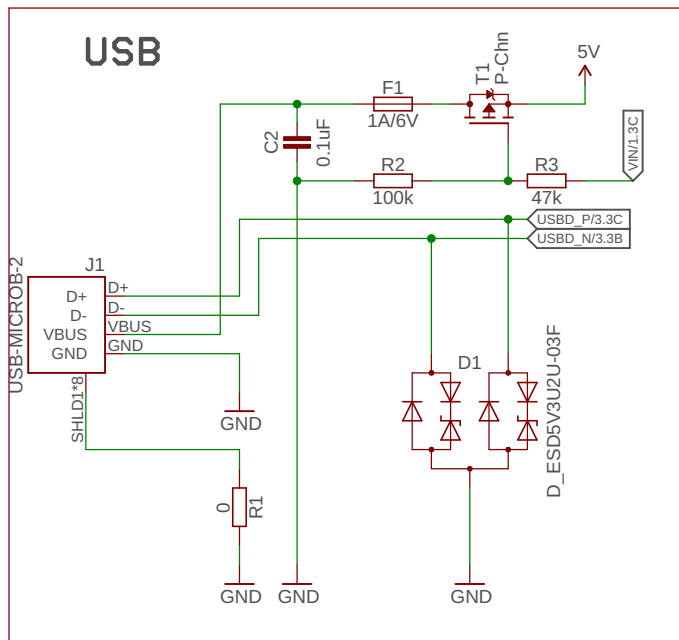 USB
5V
T1
P-Chn
F1
1A/6V
C2
0.1uF
VIN/1.3C
R2
100k
R3
47k
USBD_P/3.3C
USBD_N/3.3B
USB-MICROB-2
J1
D+
D+
D-
D-
VBUS
VBUS
GND
GND
SHLD1*8
D1
D_ESD5V3U2U-03F
GND
0
R1
GND
GND
GND